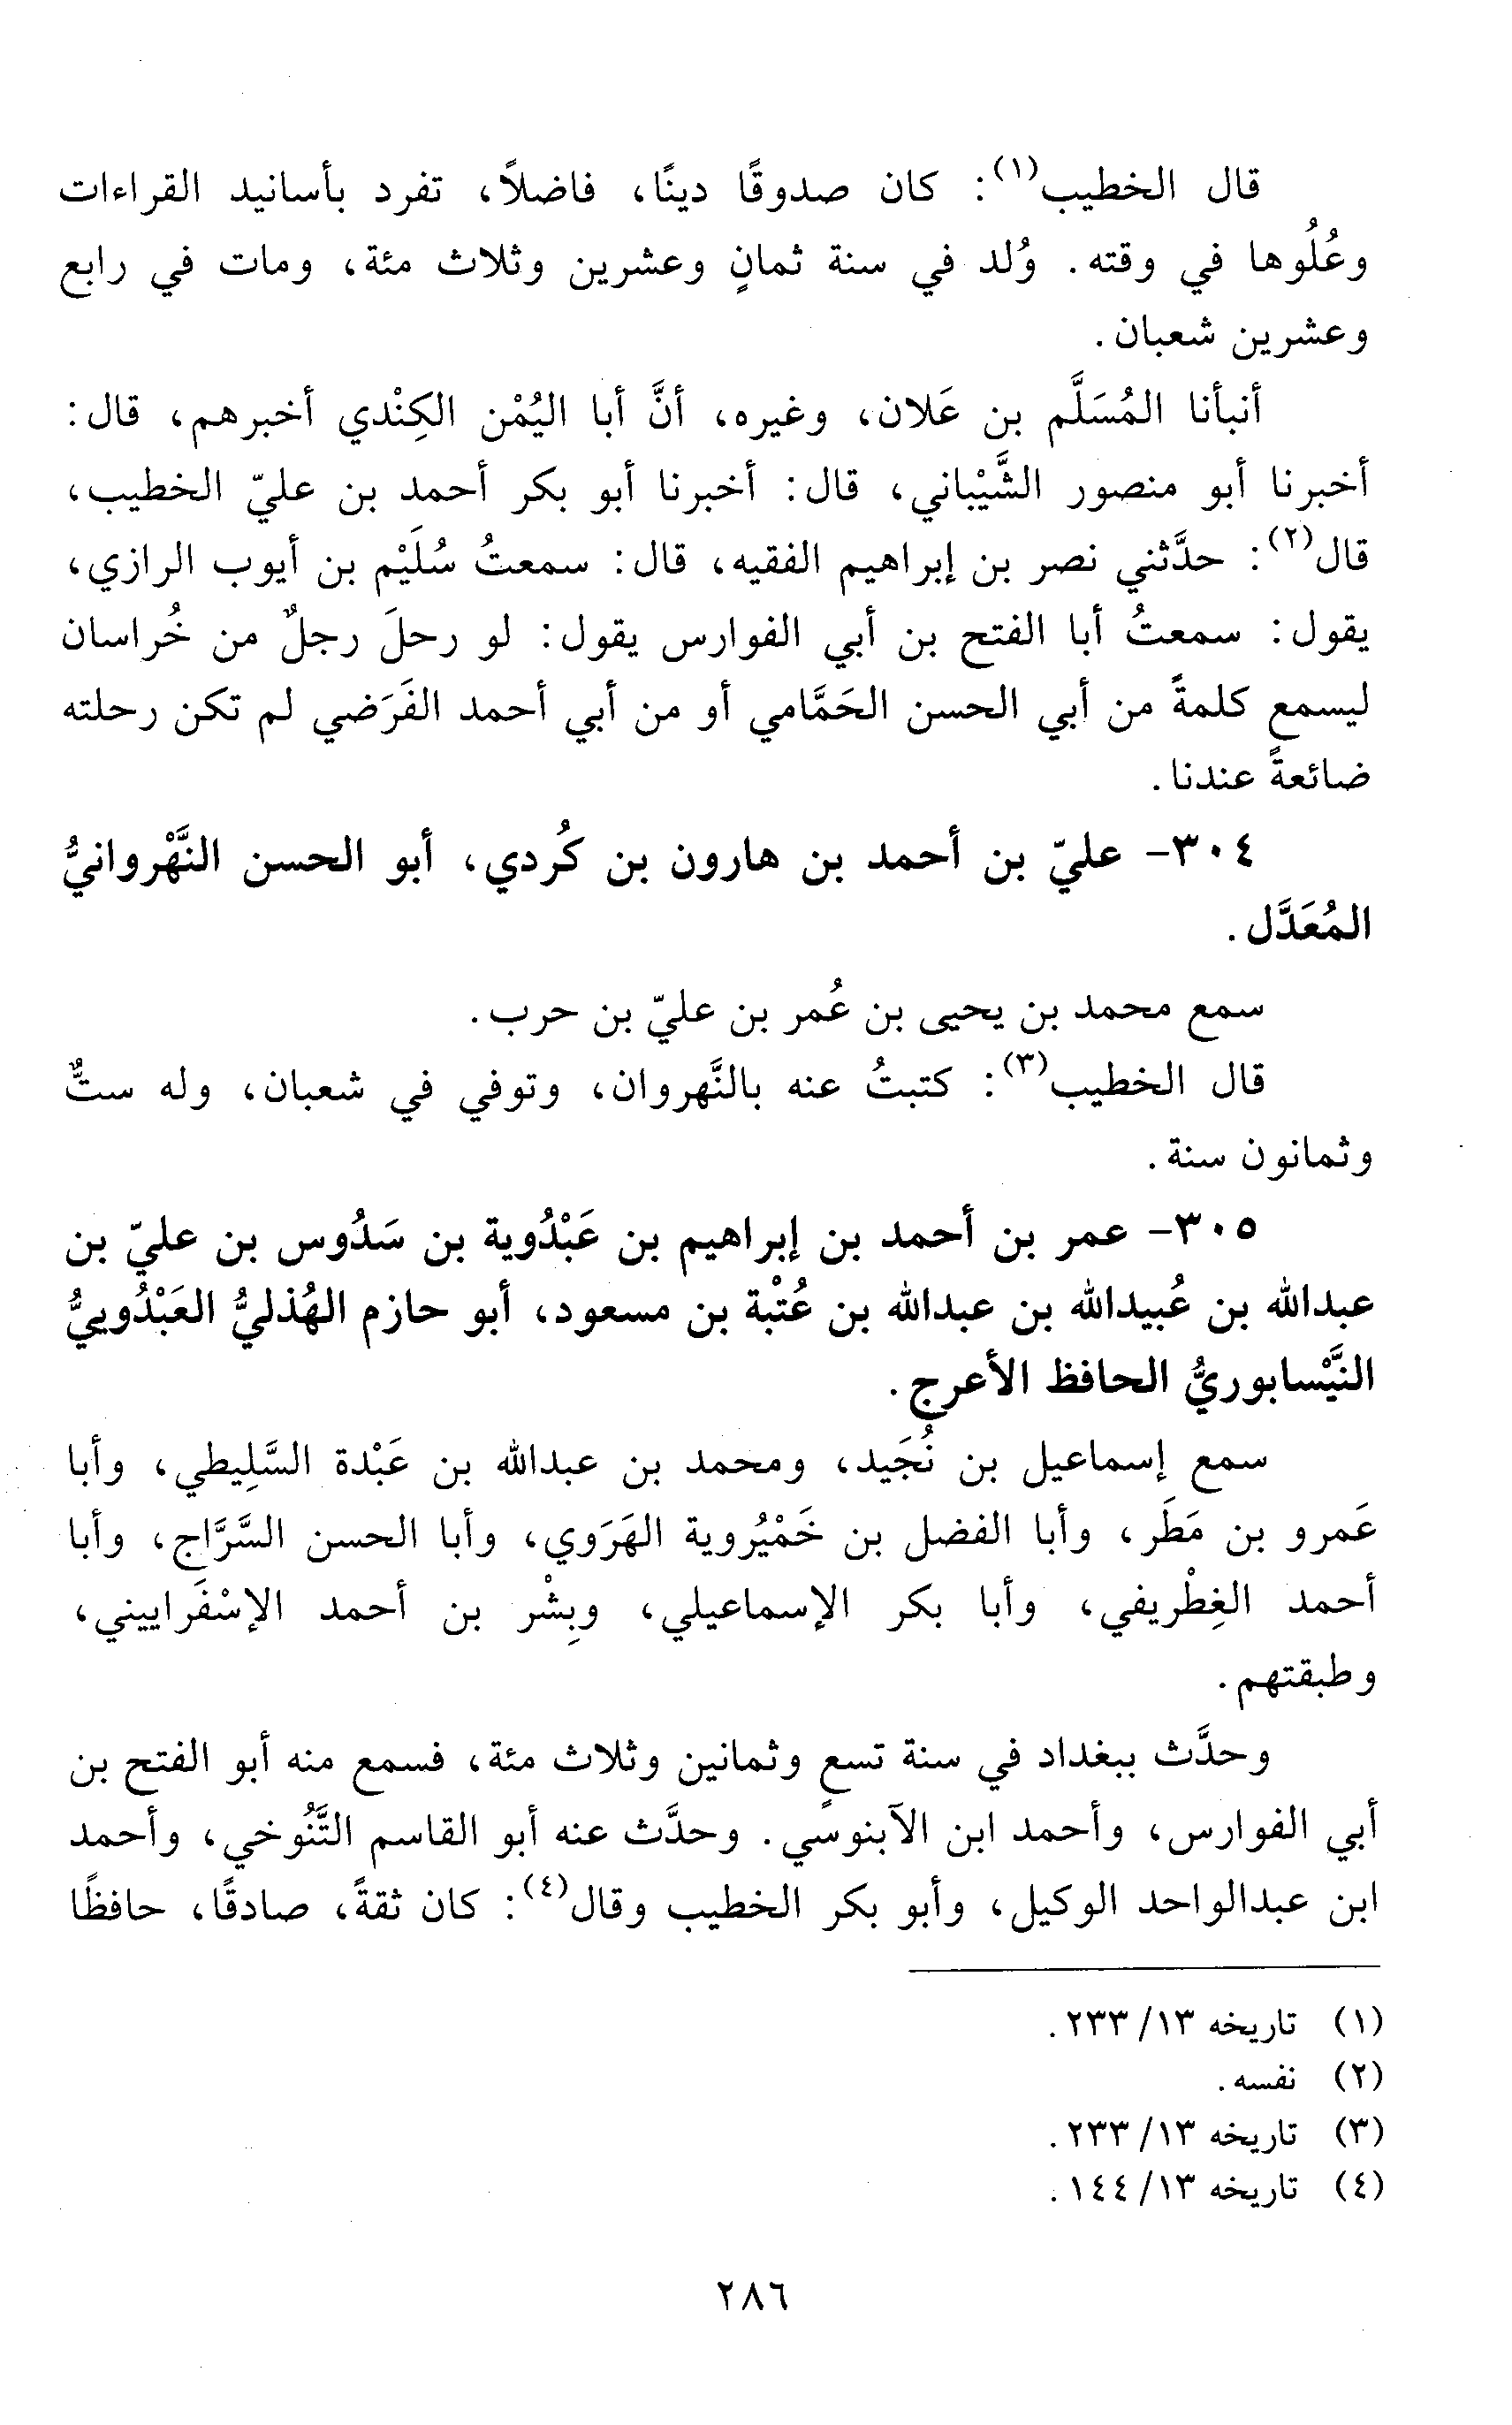 قال الخطيب(١): كان صدوقًا دينًا، فاضلاً، تفرد بأسانيد القراءات
وعُلُوها في وقته. وُلد في سنة ثمانٍ وعشرين وثلاث مئة، ومات في رابع
وعشرين شعبان.
أنبأنا المُسَلَّم بن عَلان، وغيره، أنَّ أبا اليُمْن الكِنْدي أخبرهم، قال:
أخبرنا أبو منصور الشَّيْباني، قال: أخبرنا أبو بكر أحمد بن عليّ الخطيب،
قال(٢): حدَّثني نصر بن إبراهيم الفقيه، قال: سمعتُ سُلَيْم بن أيوب الرازي،
يقول: سمعتُ أبا الفتح بن أبي الفوارس يقول: لو رحلَ رجلٌ من خُراسان
ليسمع كلمةً من أبي الحسن الحَمَّامي أو من أبي أحمد الفَرَضي لم تكن رحلته
ضائعةً عندنا.
٣٠٤- عليّ بن أحمد بن هارون بن كُردي، أبو الحسن النَّهْروانيُّ
المُعَدَّل.
سمع محمد بن يحيى بن عُمر بن عليّ بن حرب.
قال الخطيب(٣): كتبتُ عنه بالنَّهروان، وتوفي في شعبان، وله ستٌّ
وثمانون سنة.
٣٠٥- عمر بن أحمد بن إبراهيم بن عَبْدُوية بن سَدُوس بن عليّ بن
عبدالله بن عُبيدالله بن عبدالله بن عُتْبة بن مسعود، أبو حازم الهُذليُّ العَبْدُوييُّ
النَّيْسابوريُّ الحافظ الأعرج.
سمع إسماعيل بن نُجَيد، ومحمد بن عبدالله بن عَبْدة السَّلِيطي، وأبا
عَمرو بن مَطَر، وأبا الفضل بن خَمْيُروية الهَرَوي، وأبا الحسن السَّرَّاج، وأبا
أحمد الغِطْريفي، وأبا بكر الإسماعيلي، وبِشْر بن أحمد الإسْفَراييني،
وطبقتهم.
وحدَّث ببغداد في سنة تسعٍ وثمانين وثلاث مئة، فسمع منه أبو الفتح بن
أبي الفوارس، وأحمد ابن الآبنوسي. وحدَّث عنه أبو القاسم التَّنُوخي، وأحمد
ابن عبدالواحد الوكيل، وأبو بكر الخطيب وقال(٤): كان ثقةً، صادقًا، حافظًا
(١) تاريخه ١٣/ ٢٣٣.
(٢) نفسه.
(٣) تاريخه ١٣/ ٢٣٣.
(٤) تاريخه ١٣/ ١٤٤.
٢٨٦